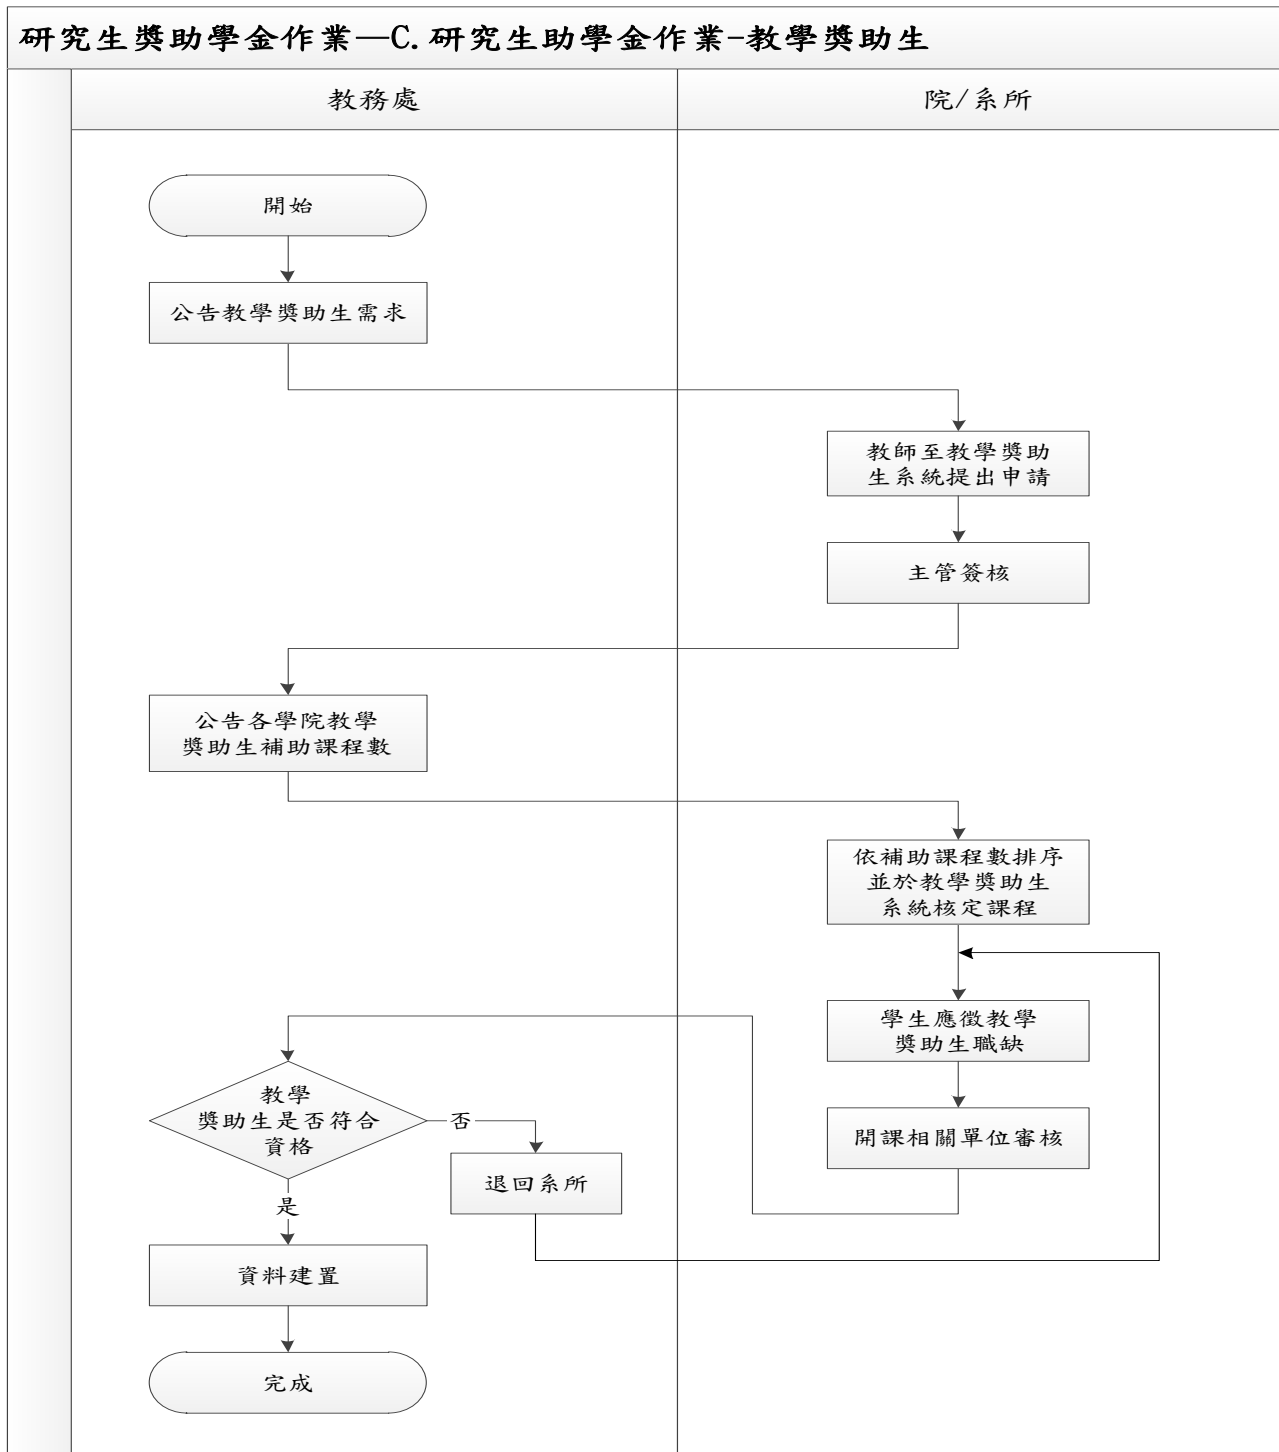 研究生獎助學金作業—C.研究生助學金作業-教學獎助生
教務處
院/系所
開始
公告教學獎助生需求
教師至教學獎助
生系統提出申請
主管簽核
公告各學院教學
獎助生補助課程數
依補助課程數排序
並於教學獎助生
系統核定課程
學生應徵教學
獎助生職缺
開課相關單位審核
教學
獎助生是否符合
資格
否
退回系所
是
資料建置
完成